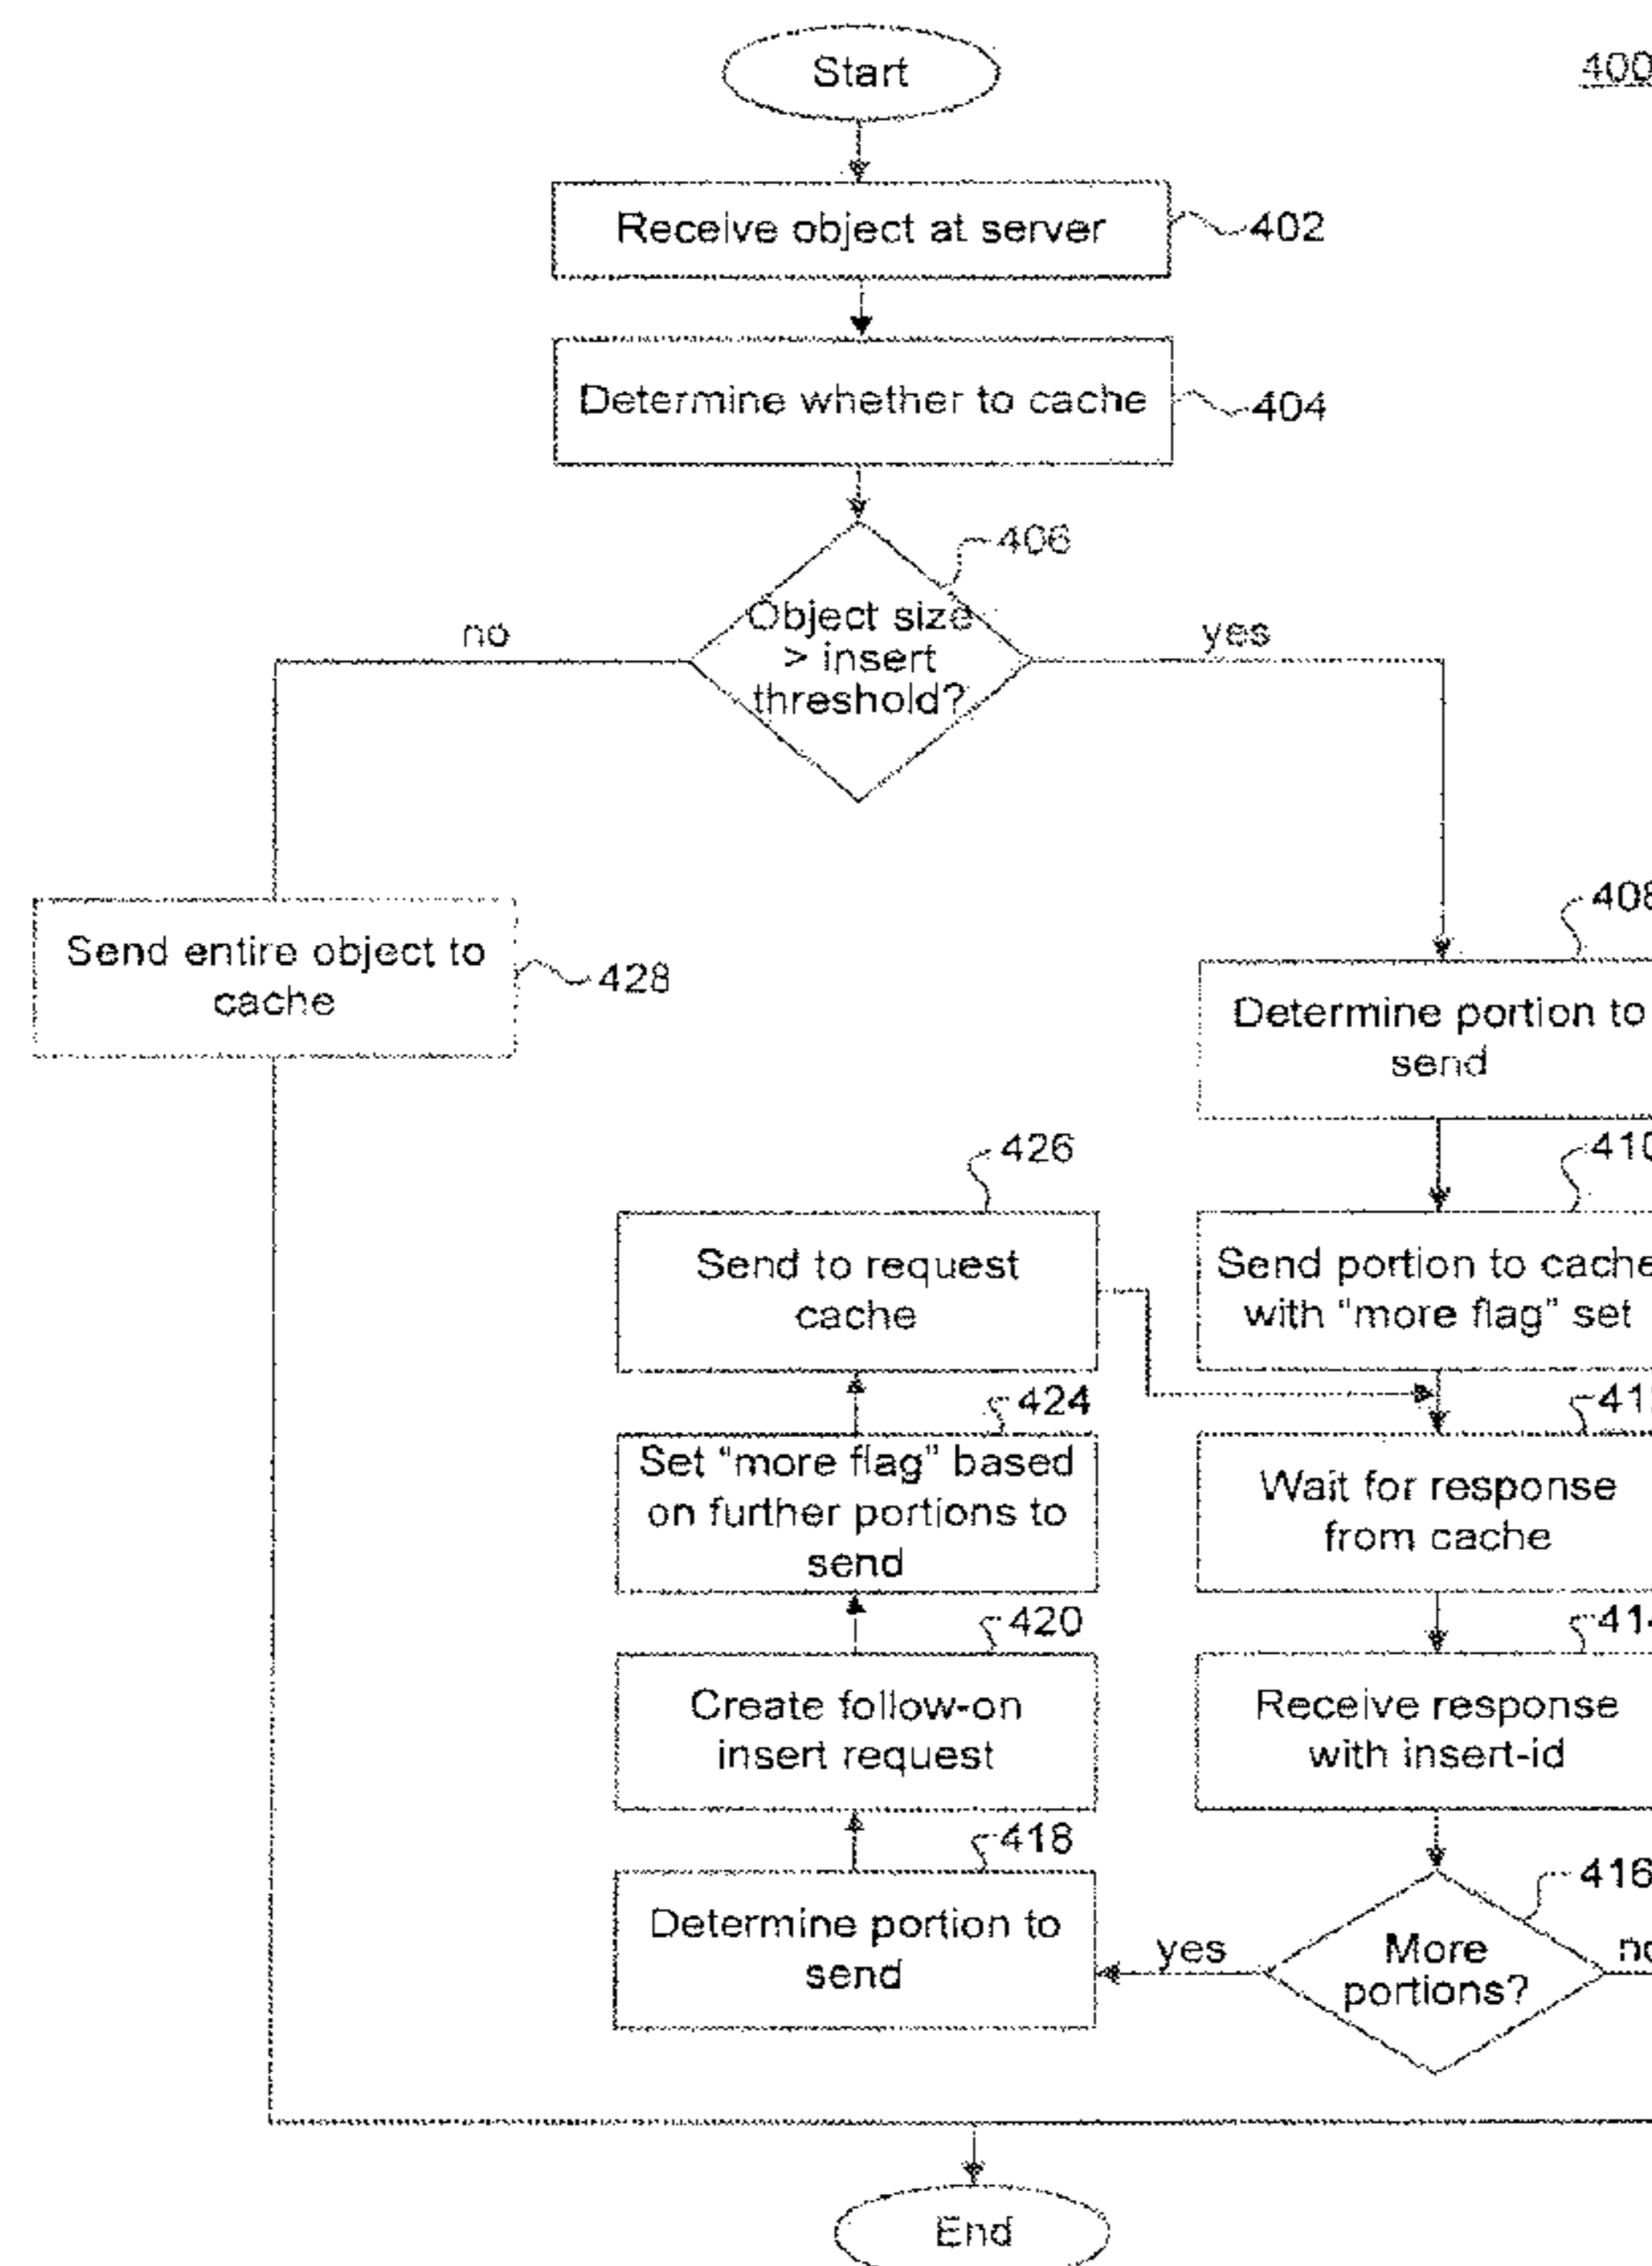 Start
400
Receive object at server
402
Determine whether to cache
404
406
Object size
> insert
threshold?
no
yes
Send entire object to
cache
428
408
Determine portion to
send
410
Send portion to cache
with "more flag" set
426
Send to request
cache
424
Set "more flag" based
on further portions to
send
Wait for response
from cache
420
Create follow-on
insert request
Receive response
with insert-id
418
Determine portion to
send
416
More
portions?
yes
no
End